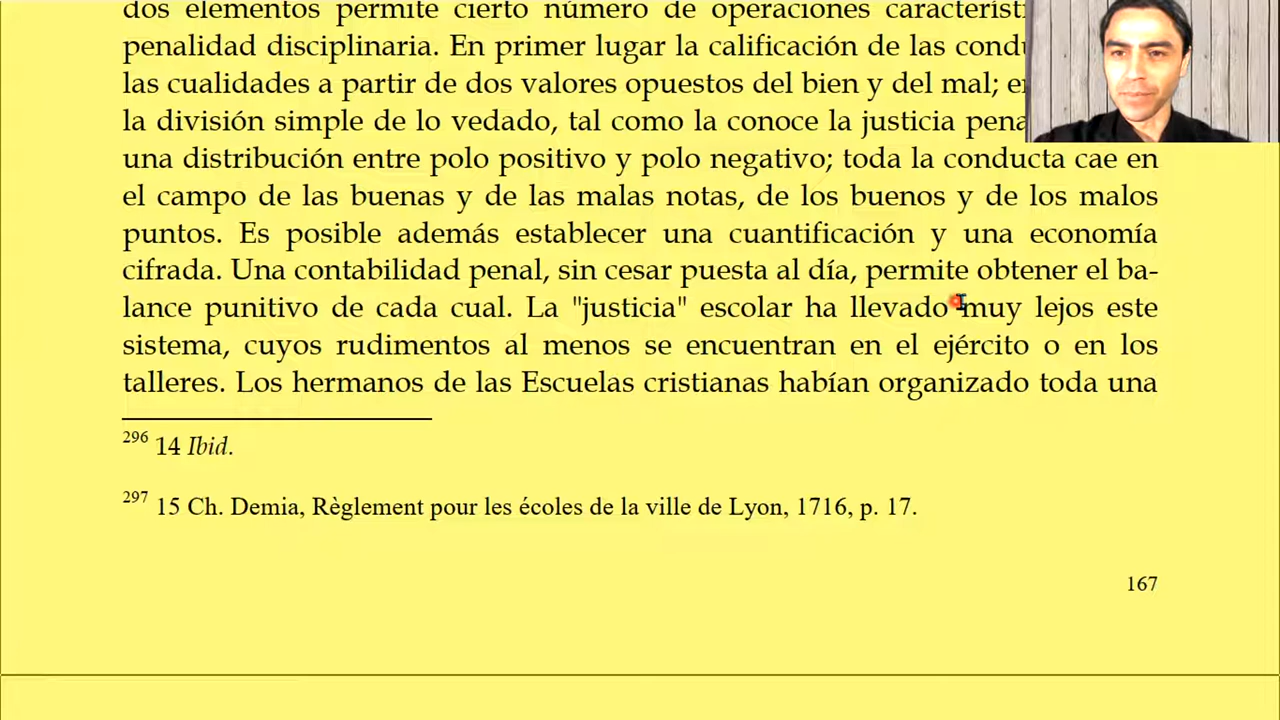 dos elementos permite cierto número de operaciones
penalidad disciplinaria. En primer lugar la calificación de las
las cualidades a partir de dos valores opuestos del bien y del mal;
la división simple de lo vedado, tal como la conoce la justicia
una distribución entre polo positivo y polo negativo; toda la conducta cae en
el campo de las buenas y de las malas notas, de los buenos y de los malos
puntos. Es posible además establecer una cuantificación y una economía
cifrada. Una contabilidad penal, sin cesar puesta al día, permite obtener el ba-
lance punitivo de cada cual. La "justicia" escolar ha llevado muy lejos este
sistema, cuyos rudimentos al menos se encuentran en el ejército o en los
talleres. Los hermanos de las Escuelas cristianas habían organizado toda una
296 14 Ibid.
297 15 Ch. Demia, Règlement pour les écoles de la ville de Lyon, 1716, p. 17.
167